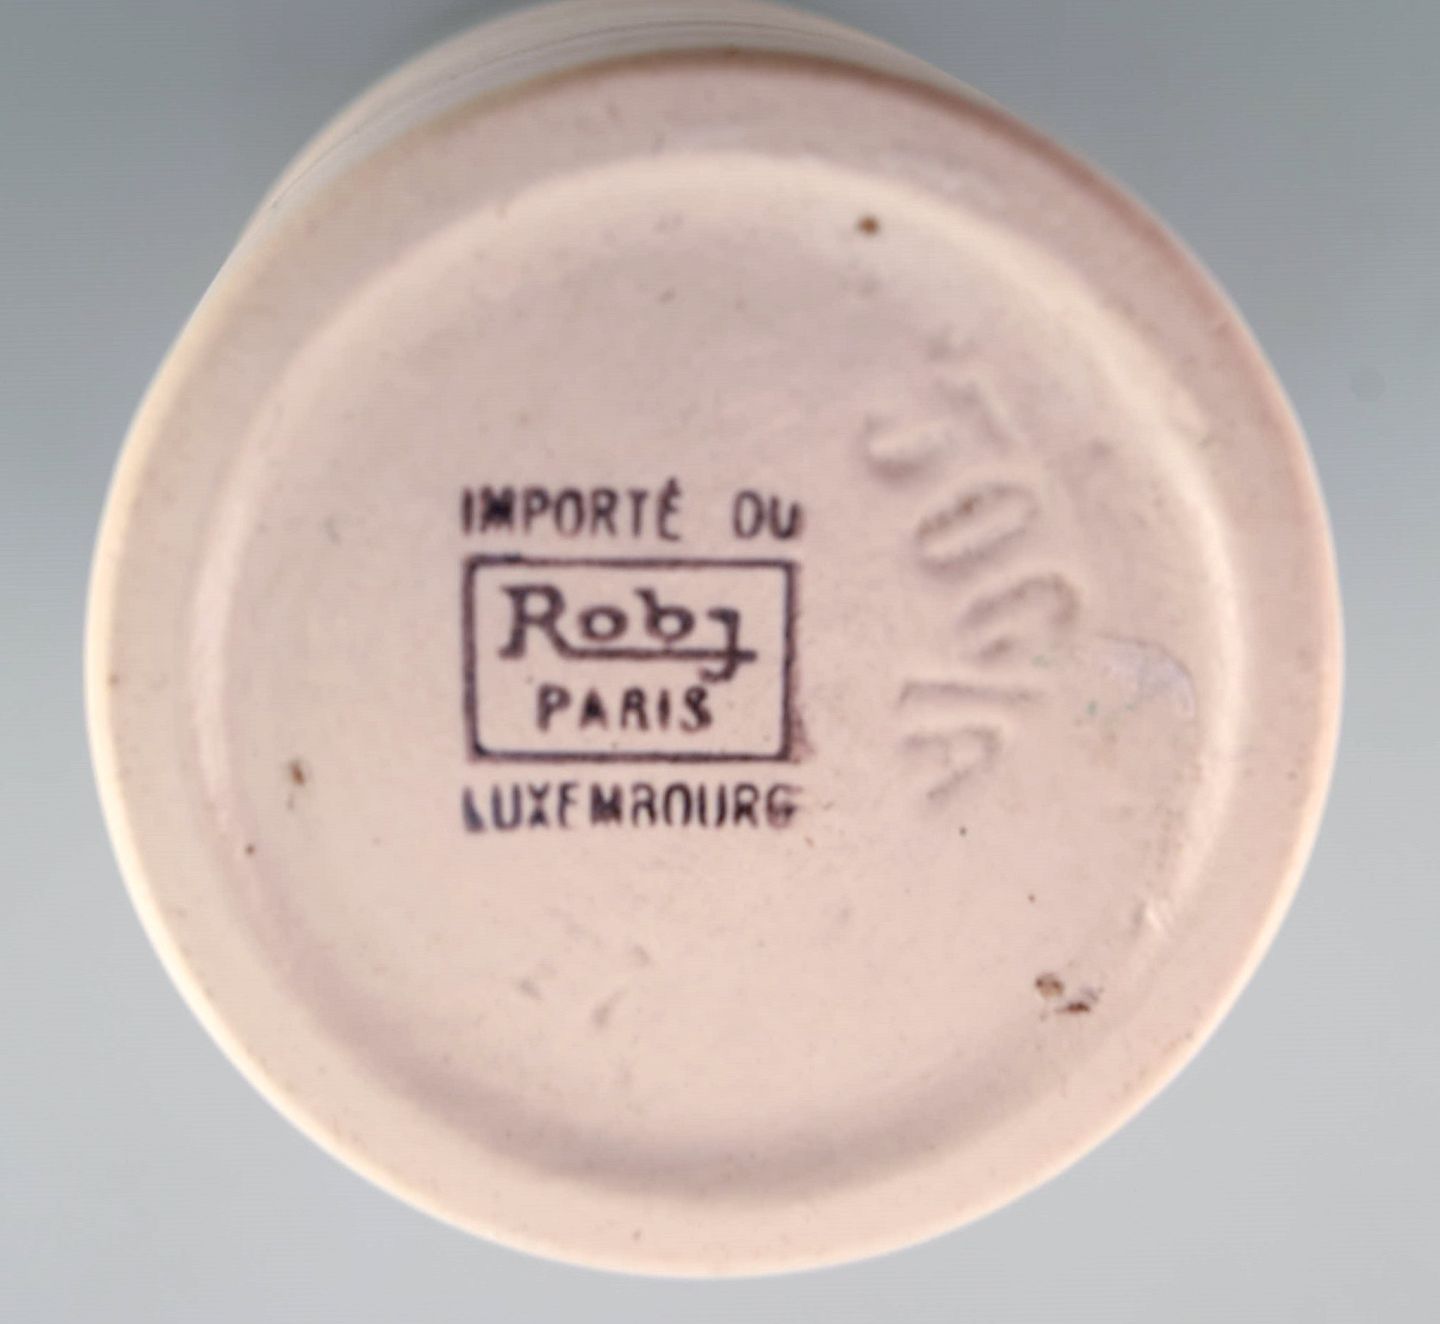 IMPORTÉ DU
Robj
PARIS
LUXEMBOURG